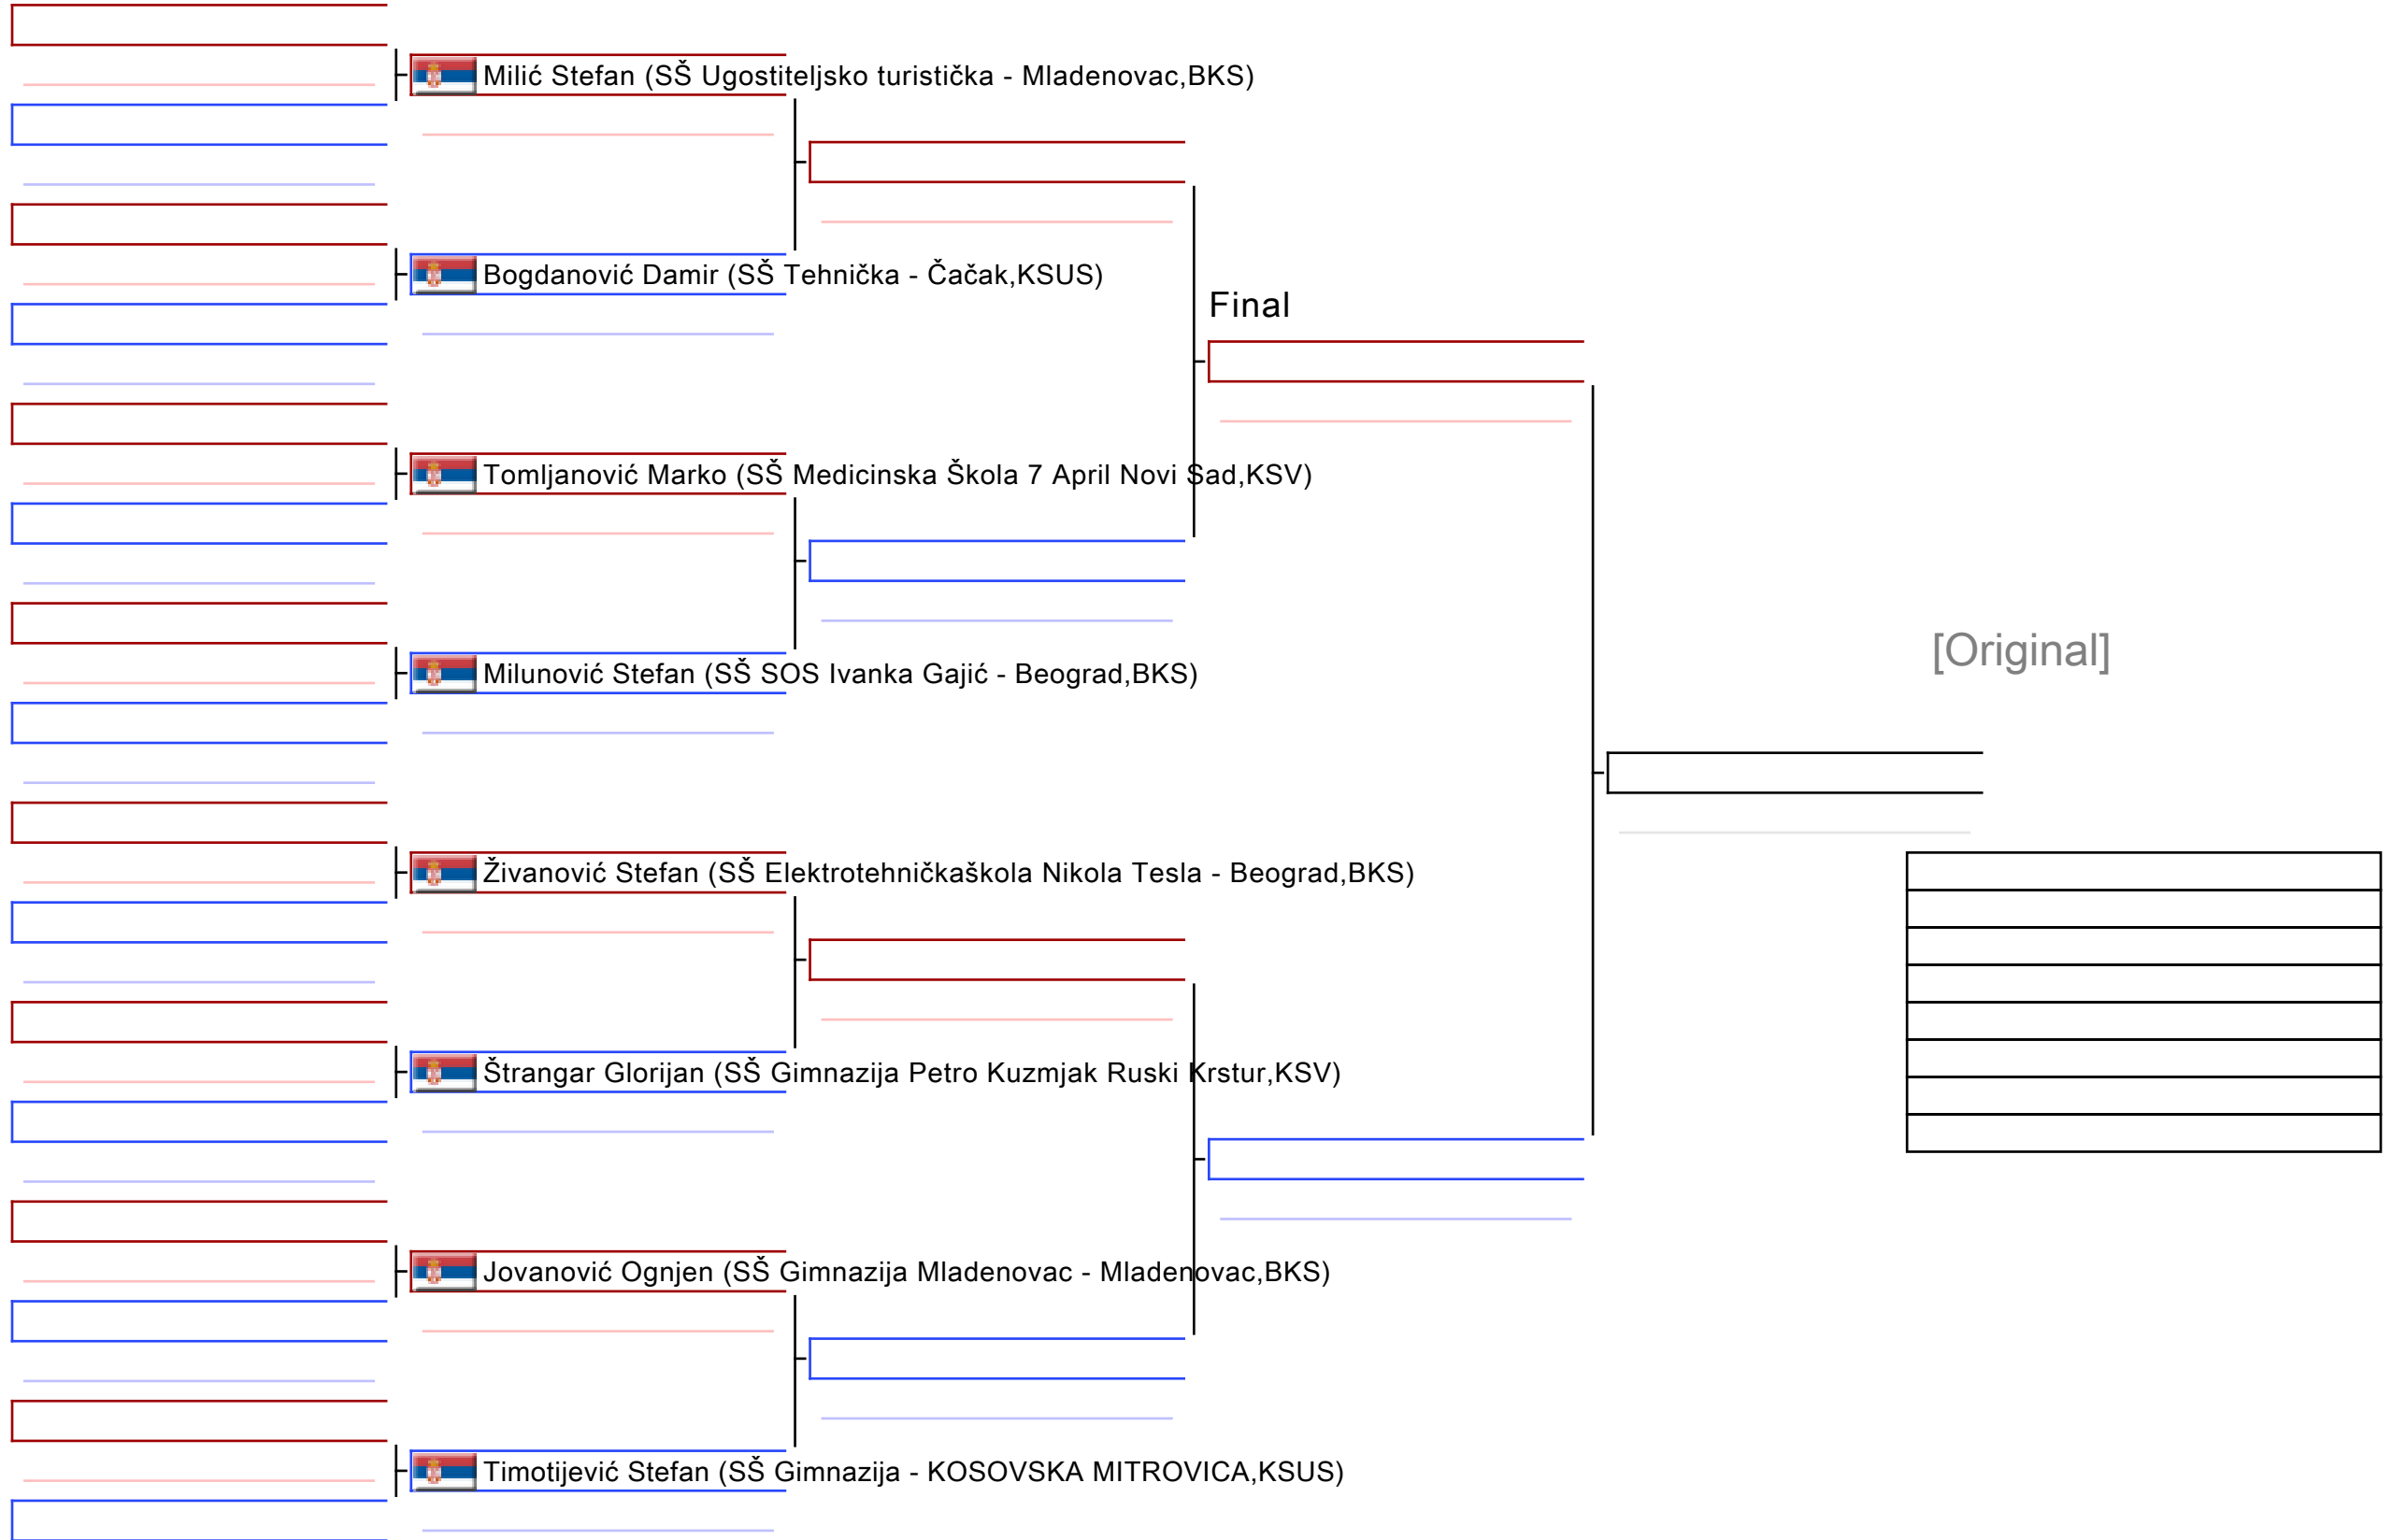 Milić Stefan (SŠ Ugostiteljsko turistička - Mladenovac,BKS)
Bogdanović Damir (SŠ Tehnička - Čačak,KSUS)
Final
Tomljanović Marko (SŠ Medicinska Škola 7 April Novi Sad,KSV)
[Original]
Milunović Stefan (SŠ SOS Ivanka Gajić - Beograd,BKS)
Živanović Stefan (SŠ Elektrotehničkaškola Nikola Tesla - Beograd,BKS)
Štrangar Glorijan (SŠ Gimnazija Petro Kuzmjak Ruski Krstur,KSV)
Jovanović Ognjen (SŠ Gimnazija Mladenovac - Mladenovac,BKS)
Timotijević Stefan (SŠ Gimnazija - KOSOVSKA MITROVICA,KSUS)